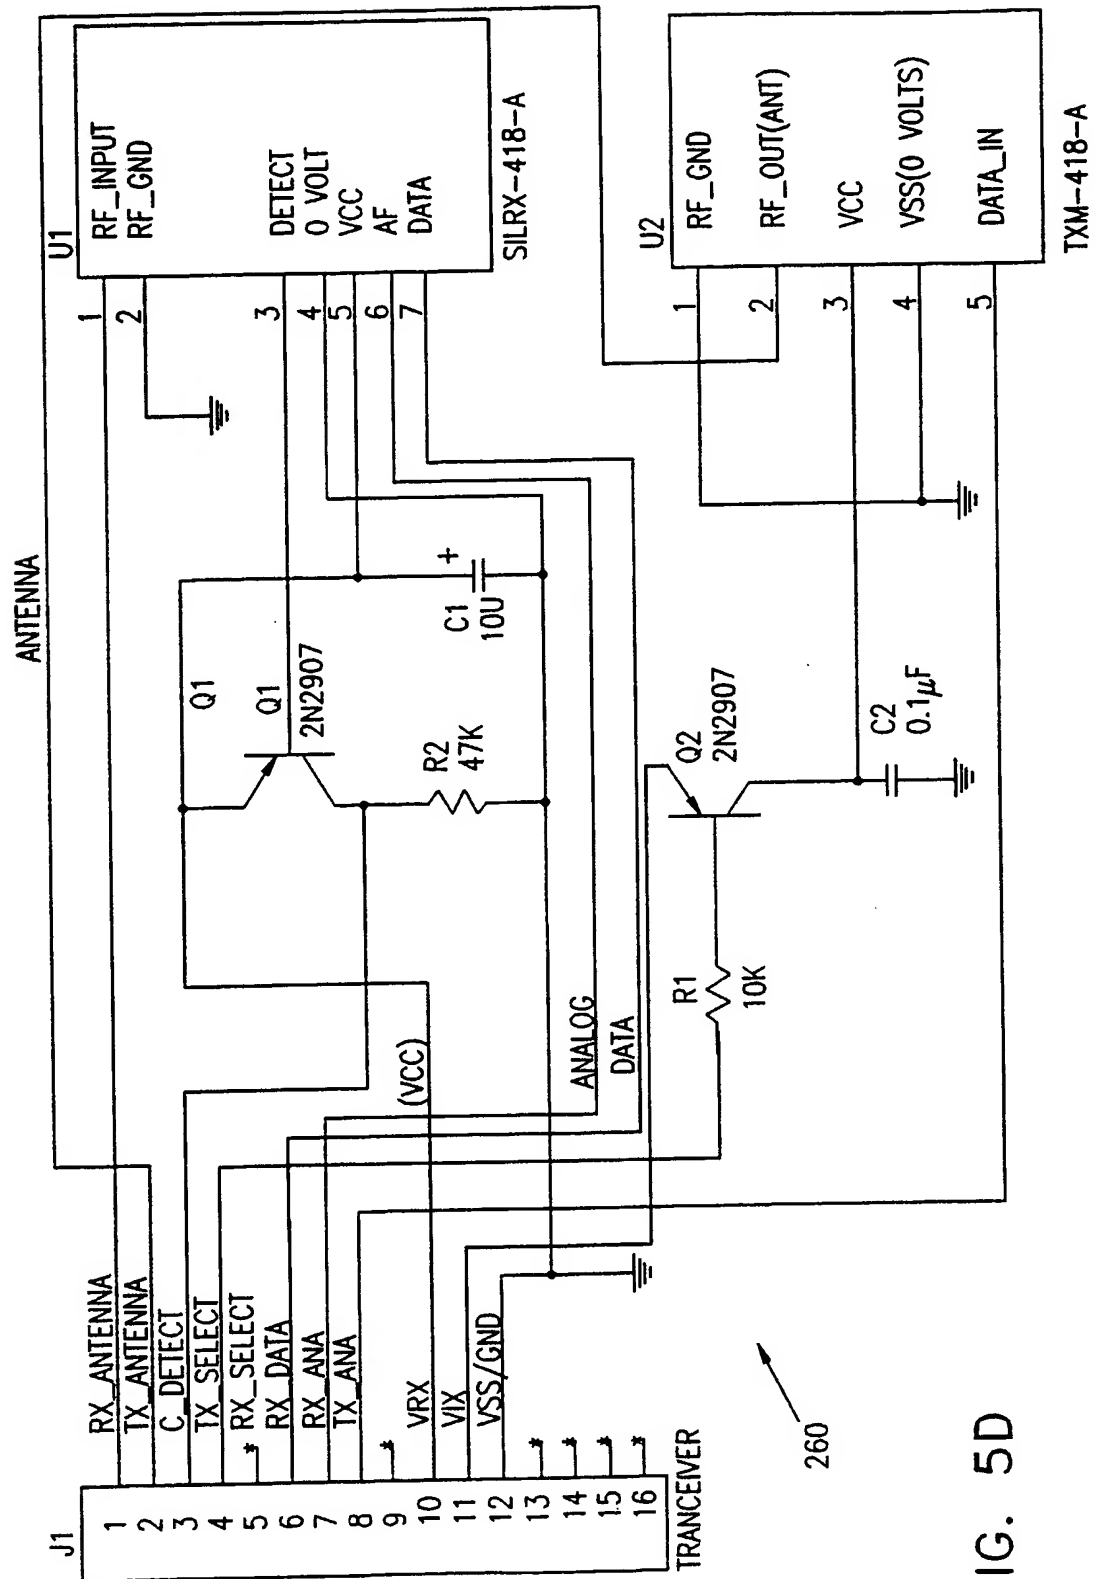 ANTENNA
U1
1 RF_INPUT
2 RF_GND
3 DETECT
4 0 VOLT
5 VCC
6 AF
7 DATA
SILRX-418-A
U2
1 RF_GND
2 RF_OUT(ANT)
3 VCC
4 VSS(0 VOLTS)
5 DATA_IN
TXM-418-A
Q1
Q1
2N2907
R2
47K
+
C1
10U
Q2
2N2907
C2
0.1µF
R1
10K
(VCC)
ANALOG
DATA
J1
1 RX_ANTENNA
2 TX_ANTENNA
3 C_DETECT
4 TX_SELECT
5 RX_SELECT *
6 RX_DATA
7 RX_ANA
8 TX_ANA
9 *
10 VRX
11 VIX
12 VSS/GND
13 *
14 *
15 *
16 *
TRANCEIVER
260
IG. 5D